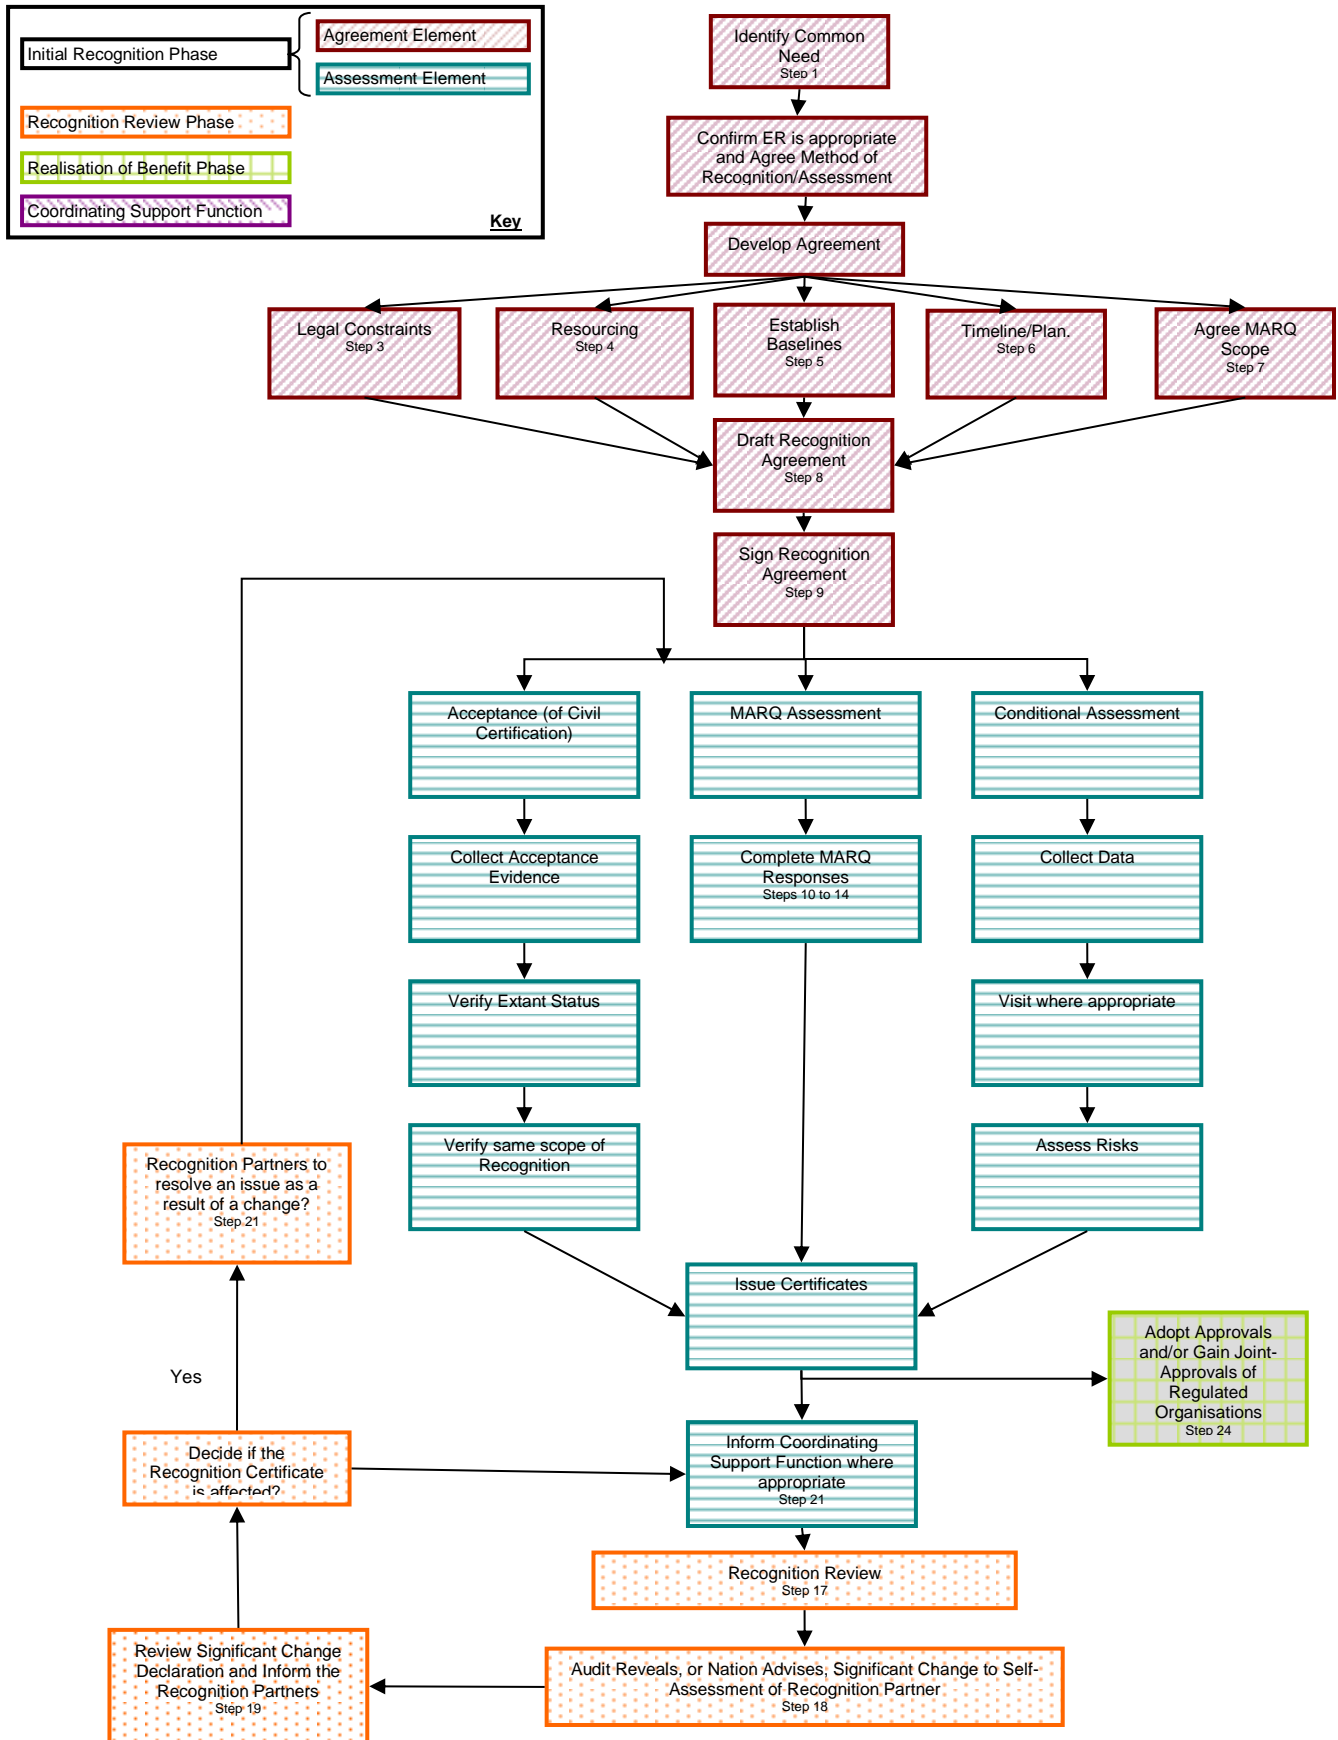 Initial Recognition Phase
Agreement Element
Assessment Element
Recognition Review Phase
Realisation of Benefit Phase
Coordinating Support Function
Key
Identify Common
Need
Step 1
Confirm ER is appropriate
and Agree Method of
Recognition/Assessment
Develop Agreement
Legal Constraints
Step 3
Resourcing
Step 4
Establish
Baselines
Step 5
Timeline/Plan.
Step 6
Agree MARQ
Scope
Step 7
Draft Recognition
Agreement
Step 8
Sign Recognition
Agreement
Step 9
Acceptance (of Civil
Certification)
MARQ Assessment
Conditional Assessment
Collect Acceptance
Evidence
Complete MARQ
Responses
Steps 10 to 14
Collect Data
Verify Extant Status
Visit where appropriate
Verify same scope of
Recognition
Assess Risks
Recognition Partners to
resolve an issue as a
result of a change?
Step 21
Issue Certificates
Adopt Approvals
and/or Gain Joint-
Approvals of
Regulated
Organisations
Step 24
Yes
Decide if the
Recognition Certificate
is affected?
Inform Coordinating
Support Function where
appropriate
Step 21
Recognition Review
Step 17
Review Significant Change
Declaration and Inform the
Recognition Partners
Step 19
Audit Reveals, or Nation Advises, Significant Change to Self-
Assessment of Recognition Partner
Step 18